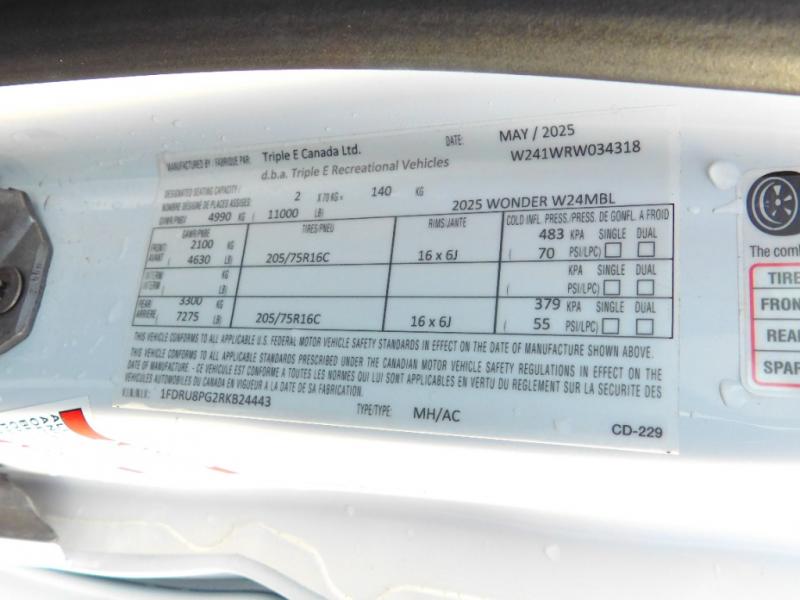 MANUFACTURED BY / FABRIQUE PAR: Triple E Canada Ltd. DATE: MAY / 2025
d.b.a. Triple E Recreational Vehicles W241WRW034318
DESIGNATED SEATING CAPACITY /
NOMBRE DÉSIGNE DE PLACES ASSISES: 2 X 70 KG = 140 KG 2025 WONDER W24MBL
GVWR/PNBV 4990 KG ( 11000 LB)
GAWR/PNBE TIRES/PNEU RIMS/JANTE COLD INFL. PRESS/PRESS. DE GONFL. A FROID
FRONT/ 2100 KG 483 KPA SINGLE DUAL
AVANT ( 4630 LB) 205/75R16C 16 x 6J ( 70 PSI/LPC)
INTERM KG KPA SINGLE DUAL
INTERM ( LB) ( PSI/LPC)
REAR/ 3300 KG 379 KPA SINGLE DUAL
ARRIERE ( 7275 LB) 205/75R16C 16 x 6J ( 55 PSI/LPC)
THIS VEHICLE CONFORMS TO ALL APPLICABLE U.S. FEDERAL MOTOR VEHICLE SAFETY STANDARDS IN EFFECT ON THE DATE OF MANUFACTURE SHOWN ABOVE.
THIS VEHICLE CONFORMS TO ALL APPLICABLE STANDARDS PRESCRIBED UNDER THE CANADIAN MOTOR VEHICLE SAFETY REGULATIONS IN EFFECT ON THE
DATE OF MANUFACTURE - CE VEHICULE EST CONFORME A TOUTES LES NORMES QUI LUI SONT APPLICABLES EN VERTU DU REGLEMENT SUR LA SECURITE DES
VEHICULES AUTOMOBILES DU CANADA EN VIGUEUR A LA DATE DE SA FABRICATION.
V.I.N./N.I.V.: 1FDRU8PG2RKB24443 TYPE/TYPE: MH/AC
CD-229
The comb
TIRE
FRON
REAR
SPAR